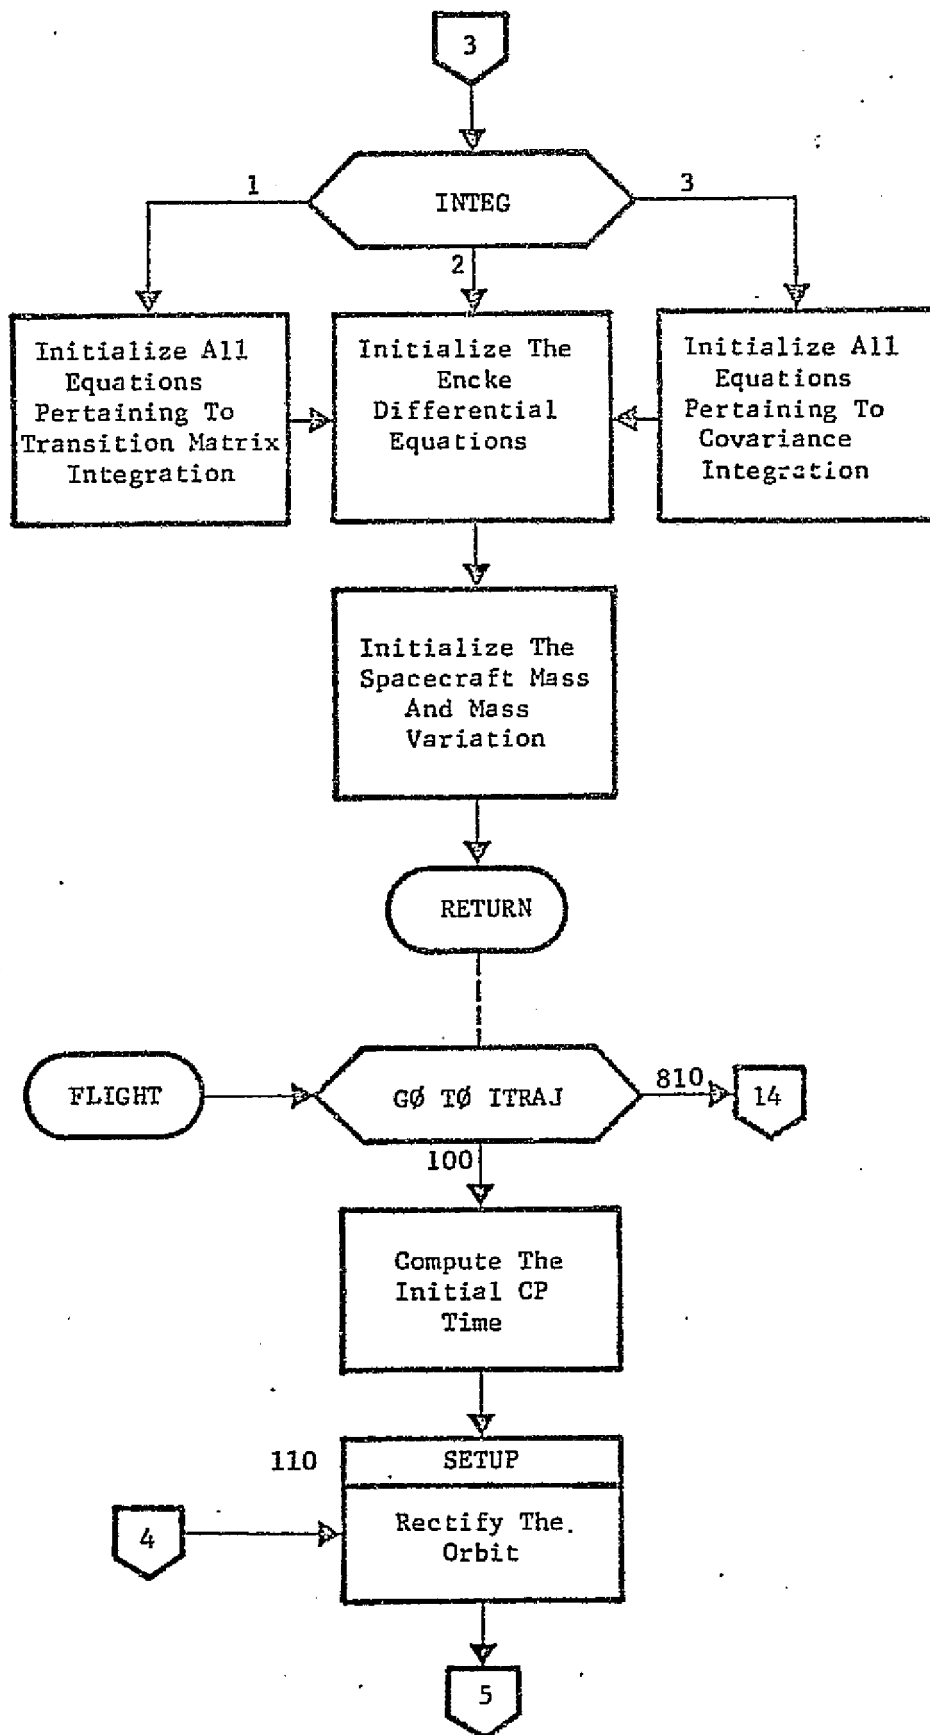 3
INTEG
1
3
2
Initialize All
Equations
Pertaining To
Transition Matrix
Integration
Initialize The
Encke
Differential
Equations
Initialize All
Equations
Pertaining To
Covariance
Integration
Initialize The
Spacecraft Mass
And Mass
Variation
RETURN
FLIGHT
GØ TØ ITRAJ
810
14
100
Compute The
Initial CP
Time
110
SETUP
4
Rectify The.
Orbit
5